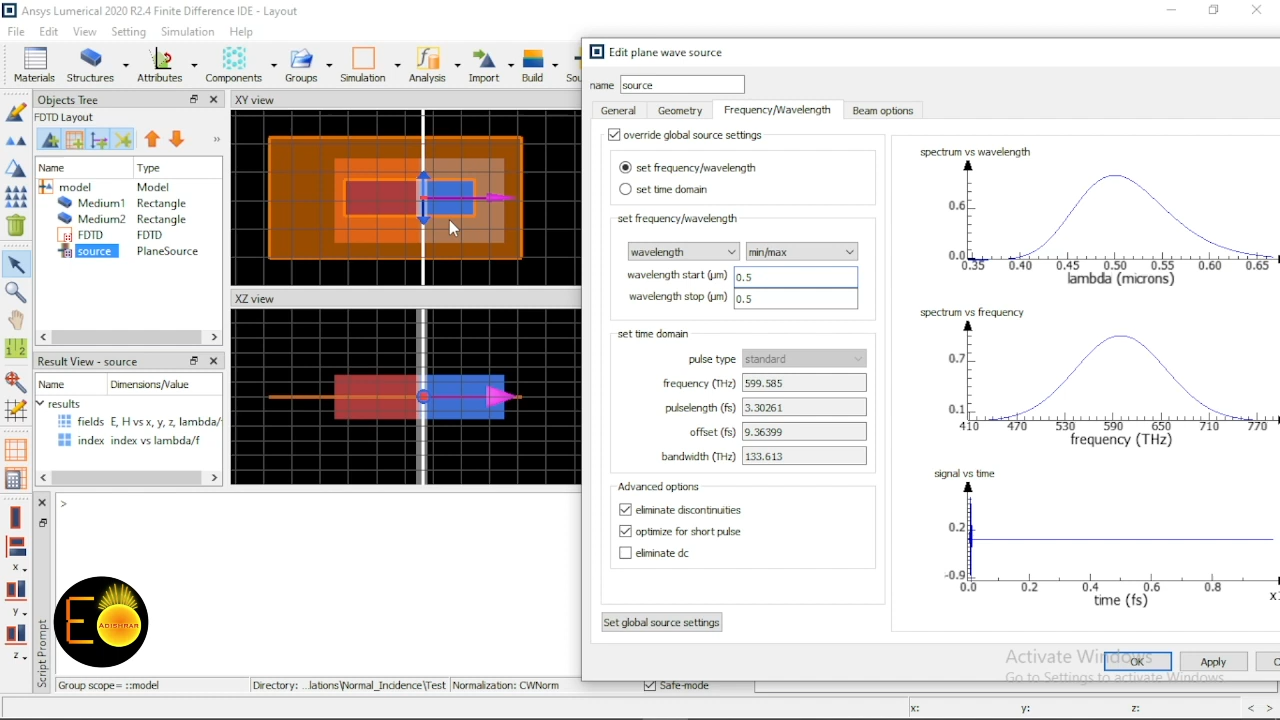 Ansys Lumerical 2020 R2.4 Finite Difference IDE - Layout
File Edit View Setting Simulation Help
Materials Structures Attributes Components Groups Simulation Analysis Import Build Sou
Objects Tree
FDTD Layout
Name Type
model Model
Medium1 Rectangle
Medium2 Rectangle
FDTD FDTD
source PlaneSource
Result View - source
Name Dimensions/Value
results
fields E, H vs x, y, z, lambda/
index index vs lambda/f
XY view
XZ view
>
Script Prompt
x
y
z
EO
ADISHRAR
Group scope= ::model
Directory: ...lations\Normal_Incidence\Test
Normalization: CWNorm
Safe-mode
x: y: z:
Edit plane wave source
name source
General Geometry Frequency/Wavelength Beam options
override global source settings
set frequency/wavelength
set time domain
set frequency/wavelength
wavelength min/max
wavelength start (µm) 0.5
wavelength stop (µm) 0.5
set time domain
pulse type standard
frequency (THz) 599.585
pulselength (fs) 3.30261
offset (fs) 9.36399
bandwidth (THz) 133.613
Advanced options
eliminate discontinuities
optimize for short pulse
eliminate dc
Set global source settings
spectrum vs wavelength
0.6
0.0
0.35 0.40 0.45 0.50 0.55 0.60 0.65
lambda (microns)
spectrum vs frequency
0.7
0.1
410 470 530 590 650 710 770
frequency (THz)
signal vs time
0.2
-0.9
0.0 0.2 0.4 0.6 0.8
x1
time (fs)
OK Apply
Activate Windows
Go to Settings to activate Windows.